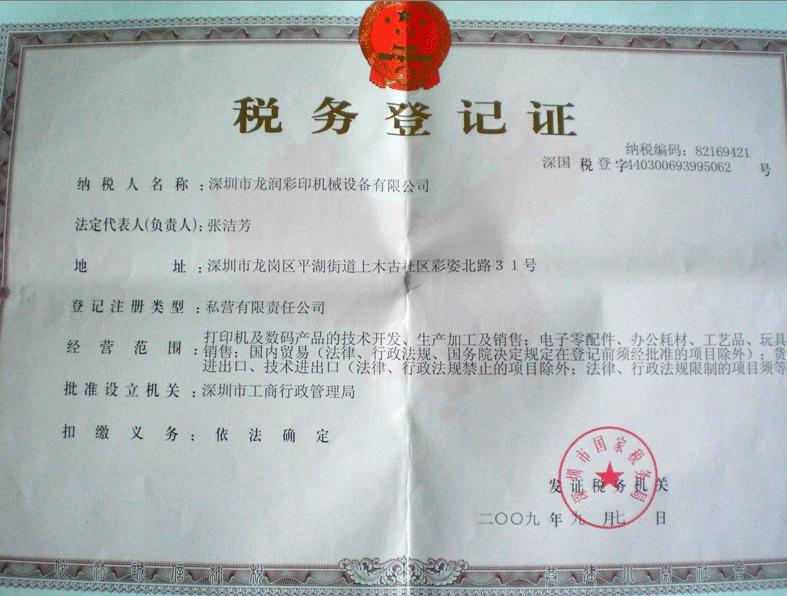 税务登记证
纳税编码：82169421
深国 税 登 字440300693995062 号
纳税人名称：深圳市龙润彩印机械设备有限公司
法定代表人(负责人)：张洁芳
地址：深圳市龙岗区平湖街道上木古社区彩姿北路31号
登记注册类型：私营有限责任公司
经营范围：打印机及数码产品的技术开发、生产加工及销售；电子零配件、办公耗材、工艺品、玩具
销售；国内贸易（法律、行政法规、国务院决定规定在登记前须经批准的项目除外）；货
进出口、技术进出口（法律、行政法规禁止的项目除外；法律、行政法规限制的项目须等
批准设立机关：深圳市工商行政管理局
扣缴义务：依法确定
深圳市国家税务局
发证税务机关
二〇〇九年九月七日